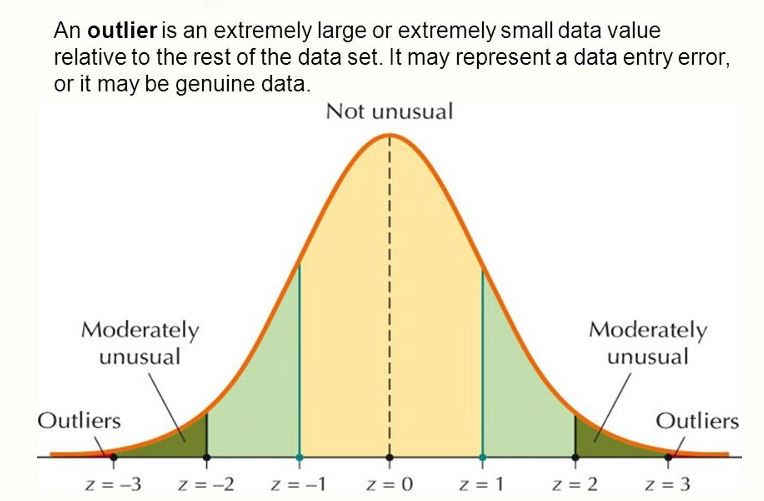 An outlier is an extremely large or extremely small data value
relative to the rest of the data set. It may represent a data entry error,
or it may be genuine data.
Not unusual
Moderately
unusual
Moderately
unusual
Outliers
Outliers
z = –3
z = –2
z = –1
z = 0
z = 1
z = 2
z = 3